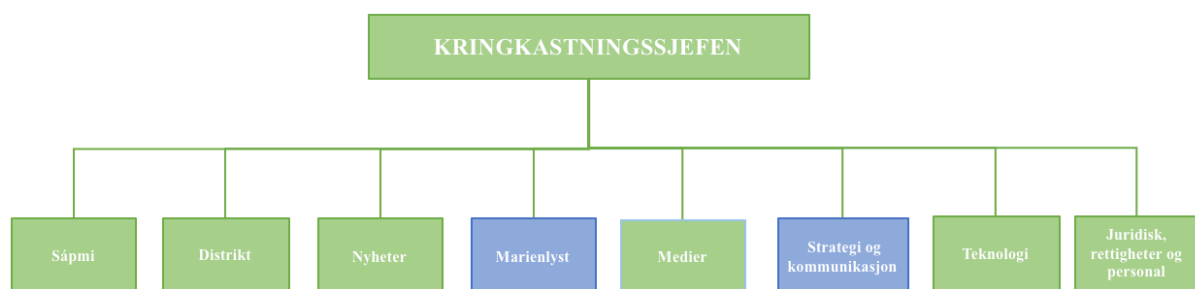 KRINGKASTNINGSSJEFEN
Sápmi
Distrikt
Nyheter
Marienlyst
Medier
Strategi og
kommunikasjon
Teknologi
Juridisk,
rettigheter og
personal